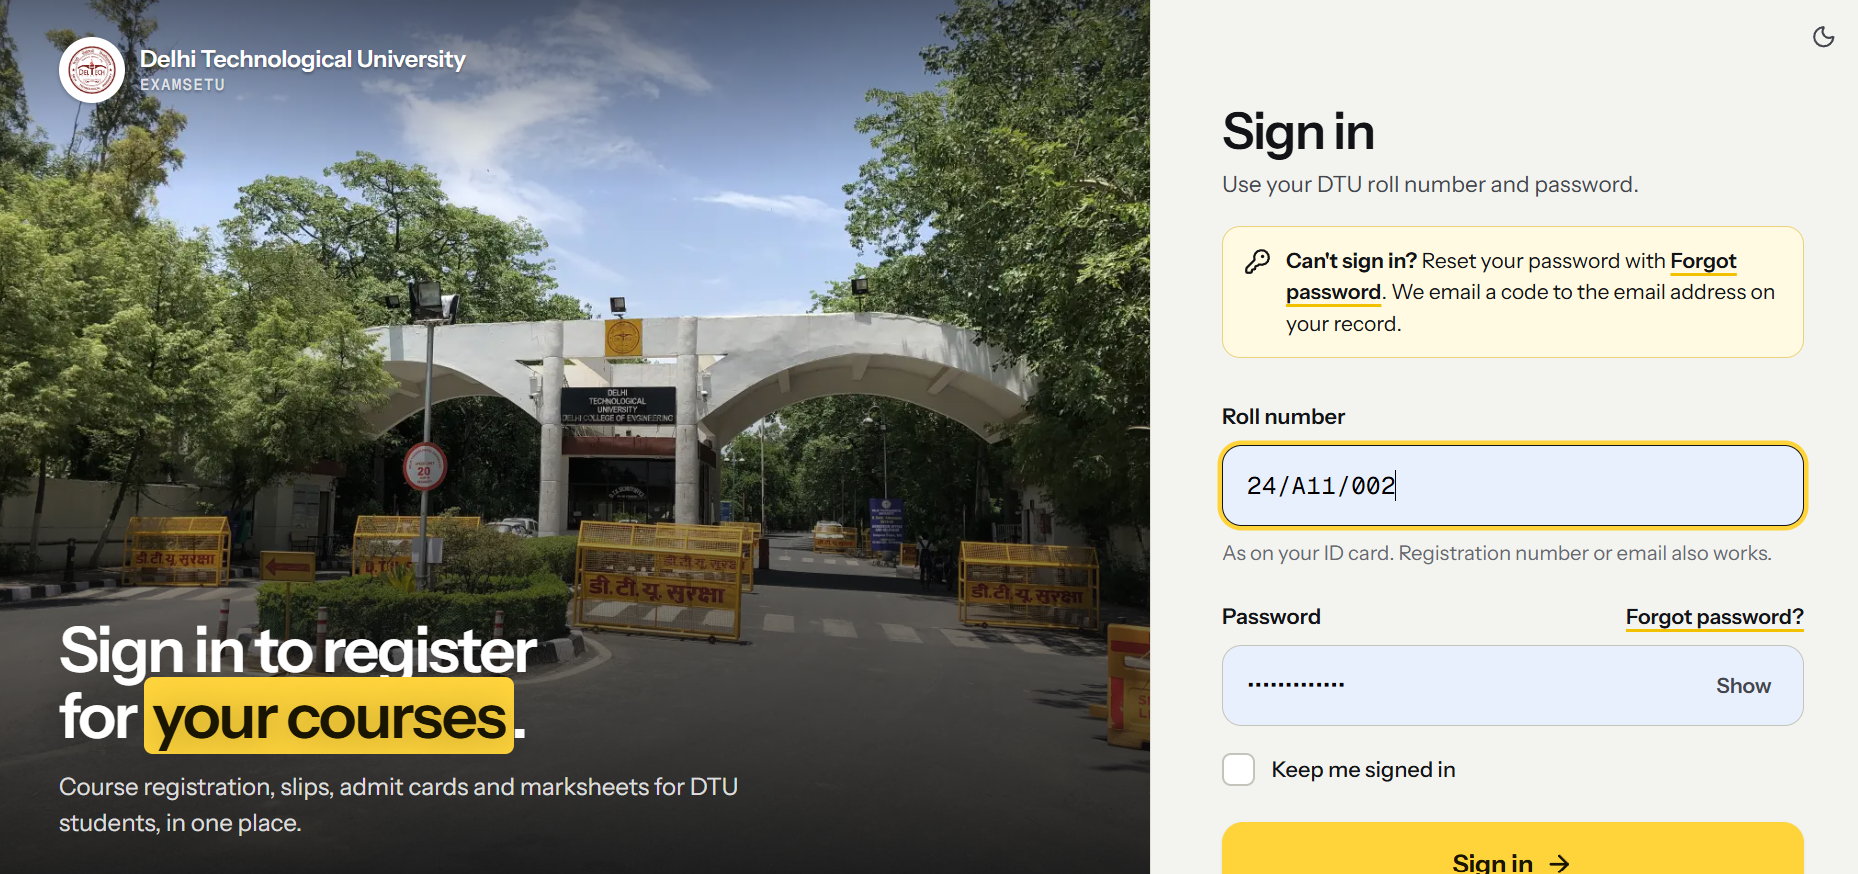 Delhi Technological University
EXAMSETU
DELHI
TECHNOLOGICAL
UNIVERSITY
DELHI COLLEGE OF ENGINEERING
20
डी.टी.यू. सुरक्षा
डी.टी.यू. सुरक्षा
डी.टी.यू. सुरक्षा
Sign in to register
for your courses.
Course registration, slips, admit cards and marksheets for DTU
students, in one place.
Sign in
Use your DTU roll number and password.
Can't sign in? Reset your password with Forgot
password. We email a code to the email address on
your record.
Roll number
24/A11/002
As on your ID card. Registration number or email also works.
Password
Forgot password?
Show
Keep me signed in
Sign in